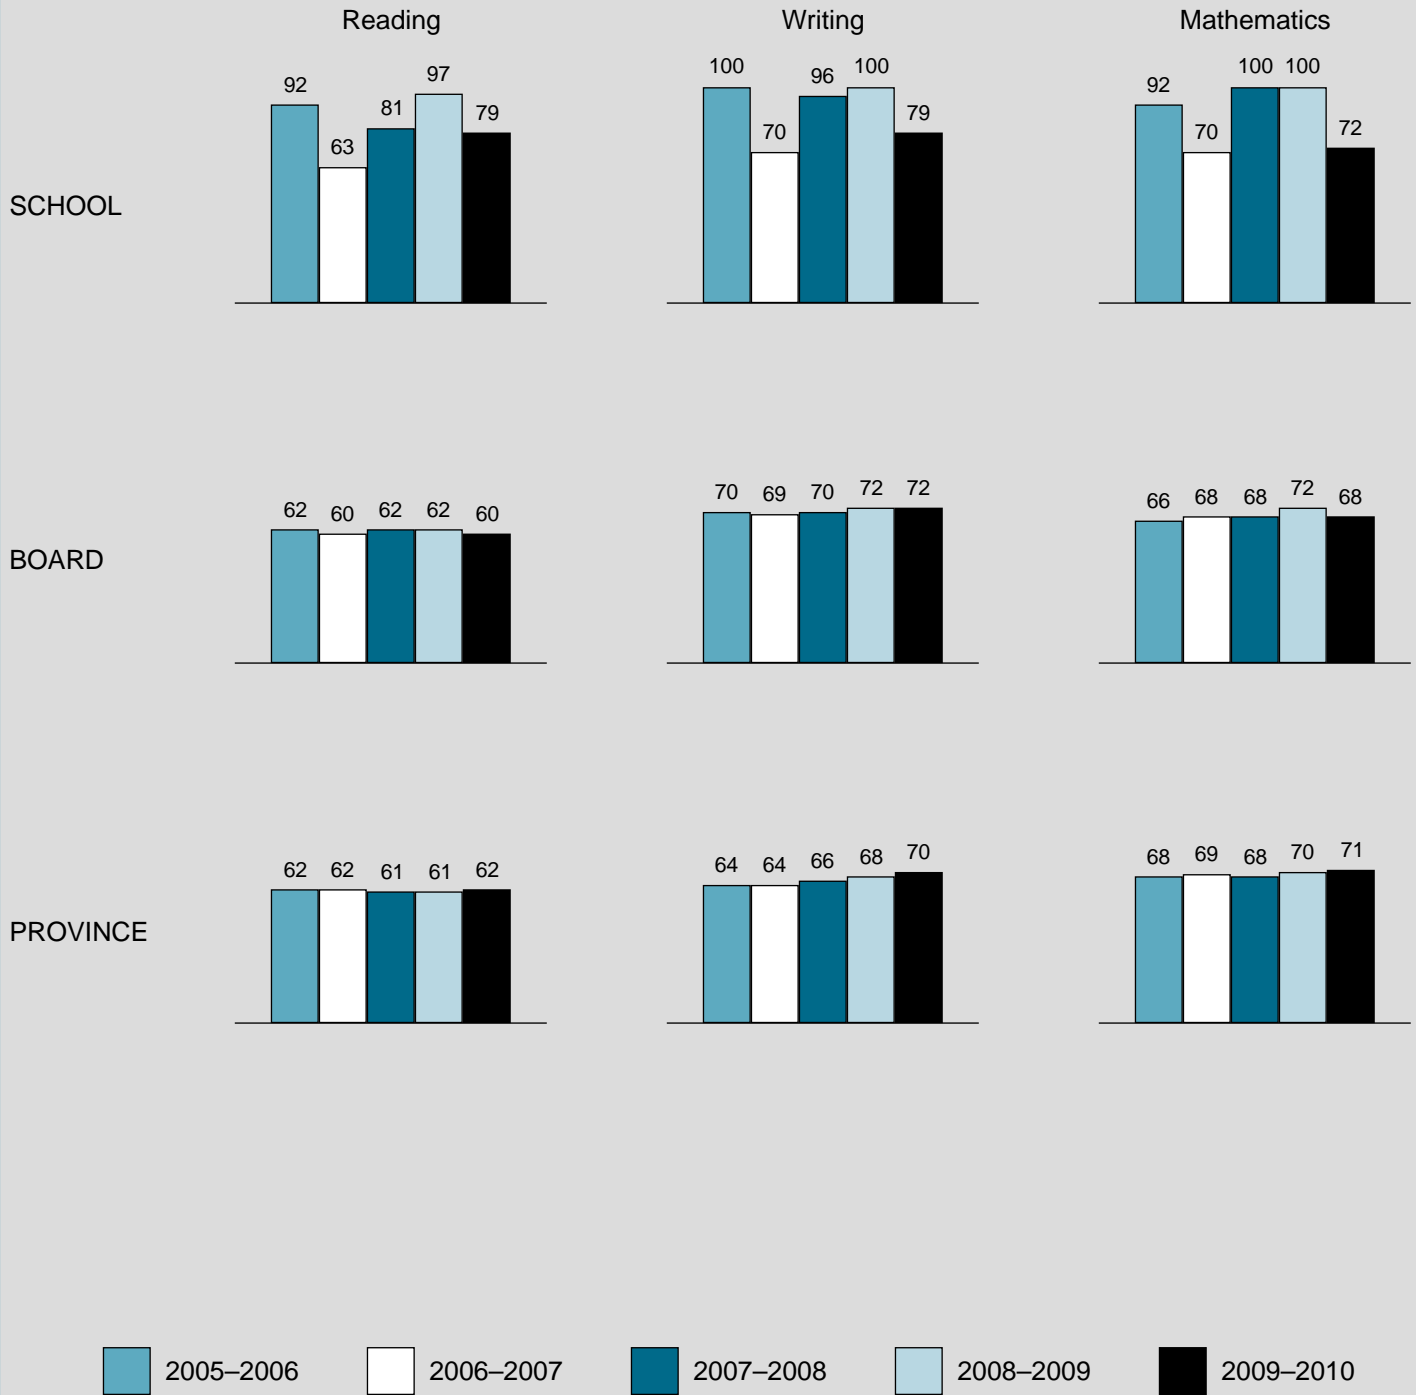 Reading Writing Mathematics
SCHOOL
92 63 81 97 79
100 70 96 100 79
92 70 100 100 72
BOARD
62 60 62 62 60
70 69 70 72 72
66 68 68 72 68
PROVINCE
62 62 61 61 62
64 64 66 68 70
68 69 68 70 71
2005–2006 2006–2007 2007–2008 2008–2009 2009–2010